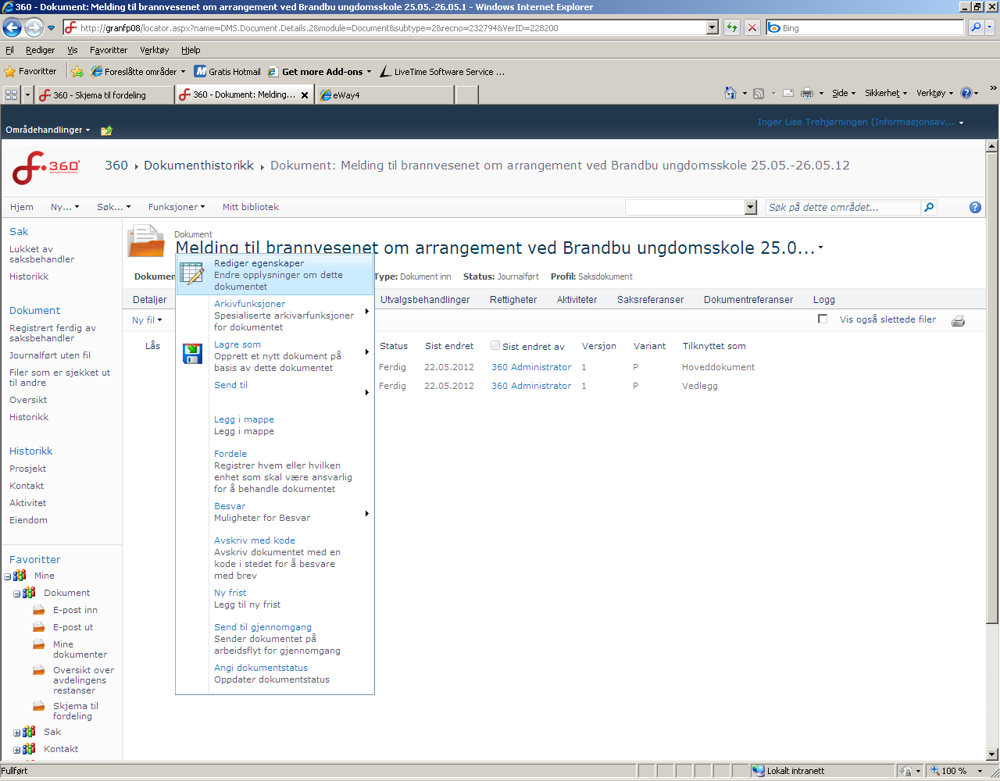 360 - Dokument: Melding til brannvesenet om arrangement ved Brandbu ungdomsskole 25.05.-26.05.1 - Windows Internet Explorer
http://granfp08/locator.aspx?name=DMS.Document.Details.2&module=Document&subtype=2&recno=232794&VerID=228200
Bing
Fil Rediger Vis Favoritter Verktøy Hjelp
Favoritter Foreslåtte områder Gratis Hotmail Get more Add-ons LiveTime Software Service ...
360 - Skjema til fordeling
360 - Dokument: Melding...
eWay4
Side Sikkerhet Verktøy
Områdehandlinger
Inger Lise Trehjørningen (Informasjonsav...
360° 360 Dokumenthistorikk Dokument: Melding til brannvesenet om arrangement ved Brandbu ungdomsskole 25.05.-26.05.12
Hjem Ny... Søk... Funksjoner Mitt bibliotek
Søk på dette området...
Sak
Lukket av
saksbehandler
Historikk
Dokument
Registrert ferdig av
saksbehandler
Journalført uten fil
Filer som er sjekket ut
til andre
Oversikt
Historikk
Historikk
Prosjekt
Kontakt
Aktivitet
Eiendom
Favoritter
Mine
Dokument
E-post inn
E-post ut
Mine
dokumenter
Oversikt over
avdelingens
restanser
Skjema til
fordeling
Sak
Kontakt
Dokument
Melding til brannvesenet om arrangement ved Brandbu ungdomsskole 25.0...
Dokumen
Type: Dokument inn Status: Journalført Profil: Saksdokument
Detaljer
Utvalgsbehandlinger Rettigheter Aktiviteter Saksreferanser Dokumentreferanser Logg
Ny fil
Vis også slettede filer
Lås
Status Sist endret Sist endret av Versjon Variant Tilknyttet som
Ferdig 22.05.2012 360 Administrator 1 P Hoveddokument
Ferdig 22.05.2012 360 Administrator 1 P Vedlegg
Rediger egenskaper
Endre opplysninger om dette
dokumentet
Arkivfunksjoner
Spesialiserte arkivarfunksjoner
for dokumentet
Lagre som
Opprett et nytt dokument på
basis av dette dokumentet
Send til
Legg i mappe
Legg i mappe
Fordele
Registrer hvem eller hvilken
enhet som skal være ansvarlig
for å behandle dokumentet
Besvar
Muligheter for Besvar
Avskriv med kode
Avskriv dokumentet med en
kode i stedet for å besvare
med brev
Ny frist
Legg til ny frist
Send til gjennomgang
Sender dokumentet på
arbeidsflyt for gjennomgang
Angi dokumentstatus
Oppdater dokumentstatus
Fullført
Lokalt intranett
100 %